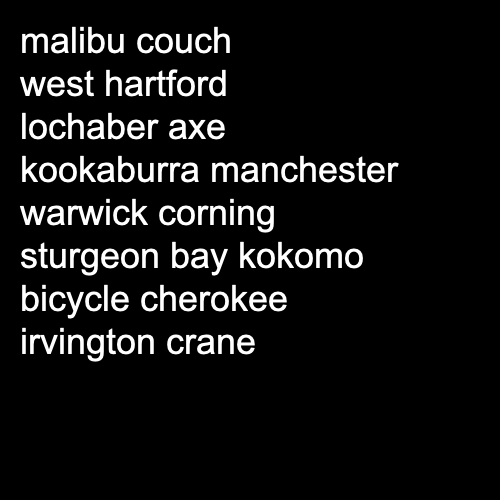 malibu couch
west hartford
lochaber axe
kookaburra manchester
warwick corning
sturgeon bay kokomo
bicycle cherokee
irvington crane